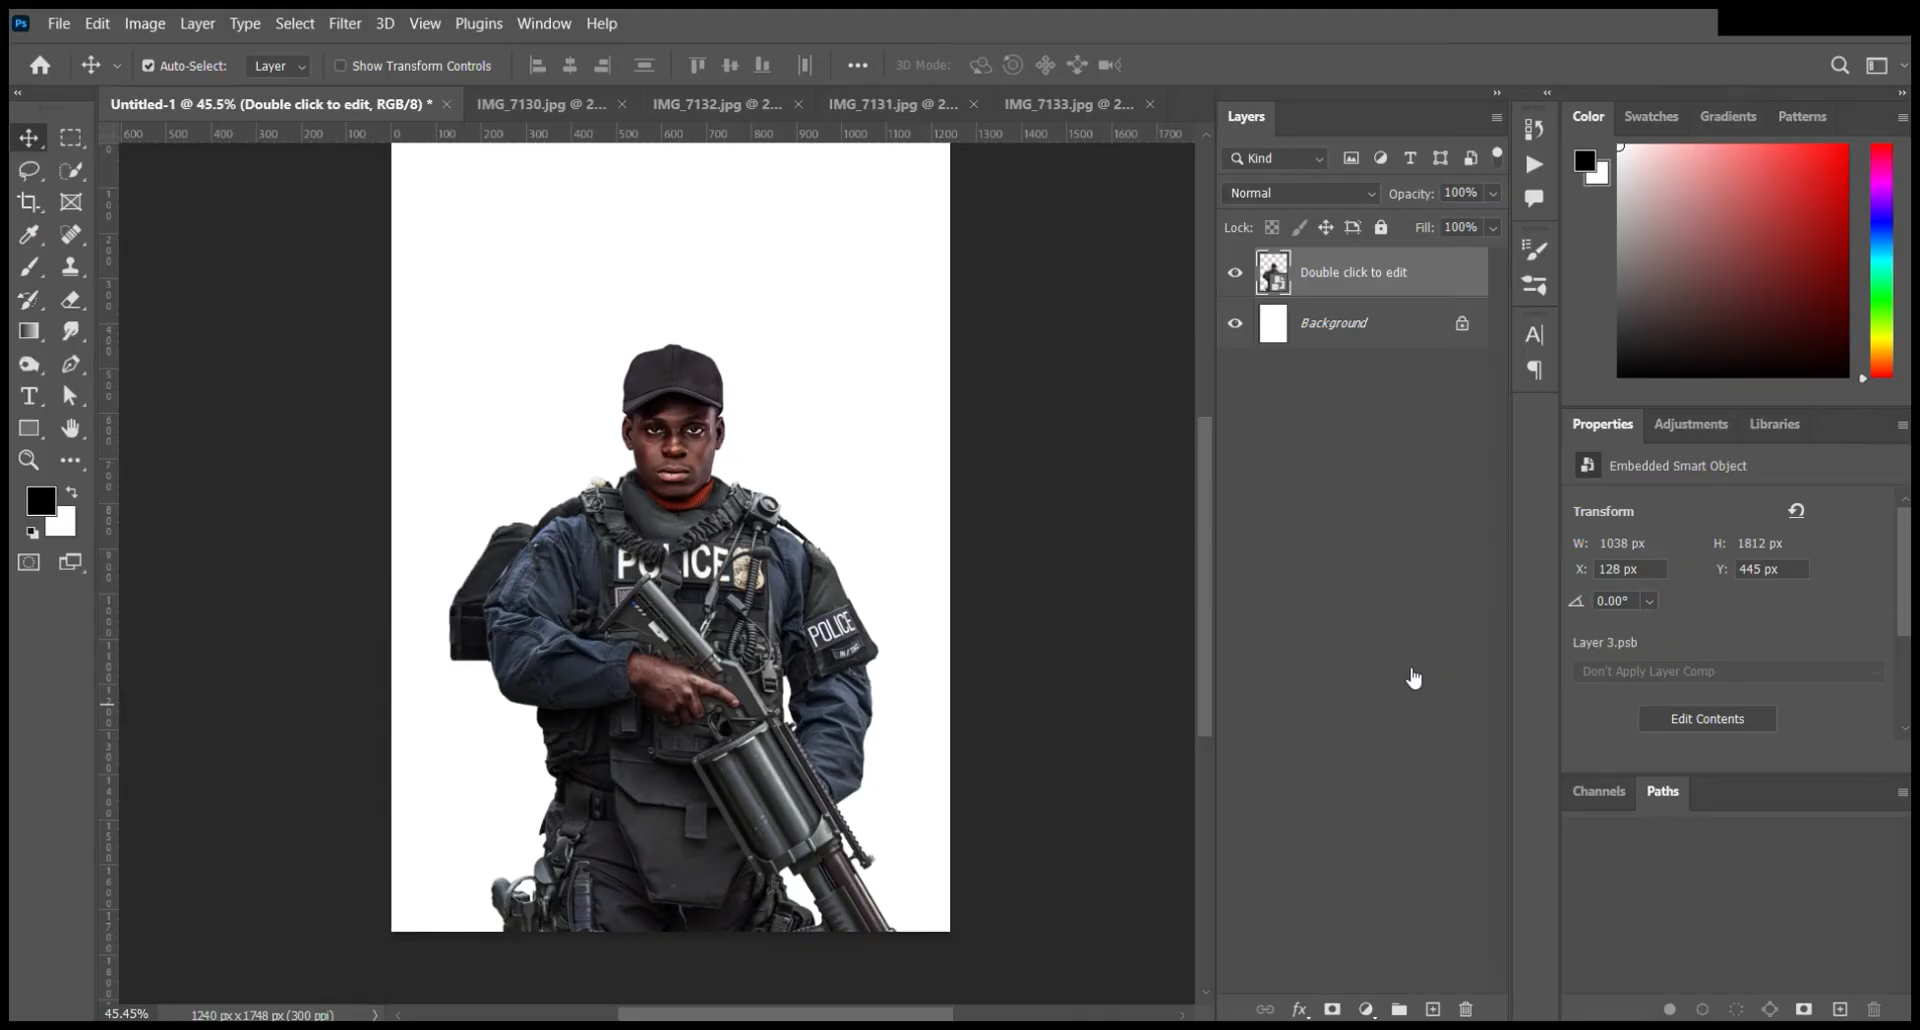 Ps File Edit Image Layer Type Select Filter 3D View Plugins Window Help
Auto-Select: Layer Show Transform Controls 3D Mode:
Untitled-1 @ 45.5% (Double click to edit, RGB/8) * IMG_7130.jpg @ 2... IMG_7132.jpg @ 2... IMG_7131.jpg @ 2... IMG_7133.jpg @ 2...
600 500 400 300 200 100 0 100 200 300 400 500 600 700 800 900 1000 1100 1200 1300 1400 1500 1600 1700
Layers
Kind
Normal Opacity: 100%
Lock: Fill: 100%
Double click to edit
Background
Color Swatches Gradients Patterns
Properties Adjustments Libraries
Embedded Smart Object
Transform
W: 1038 px H: 1812 px
X: 128 px Y: 445 px
0.00°
Layer 3.psb
Don't Apply Layer Comp
Edit Contents
Channels Paths
POLICE
POLICE
45.45% 1240 px x 1748 px (300 ppi)